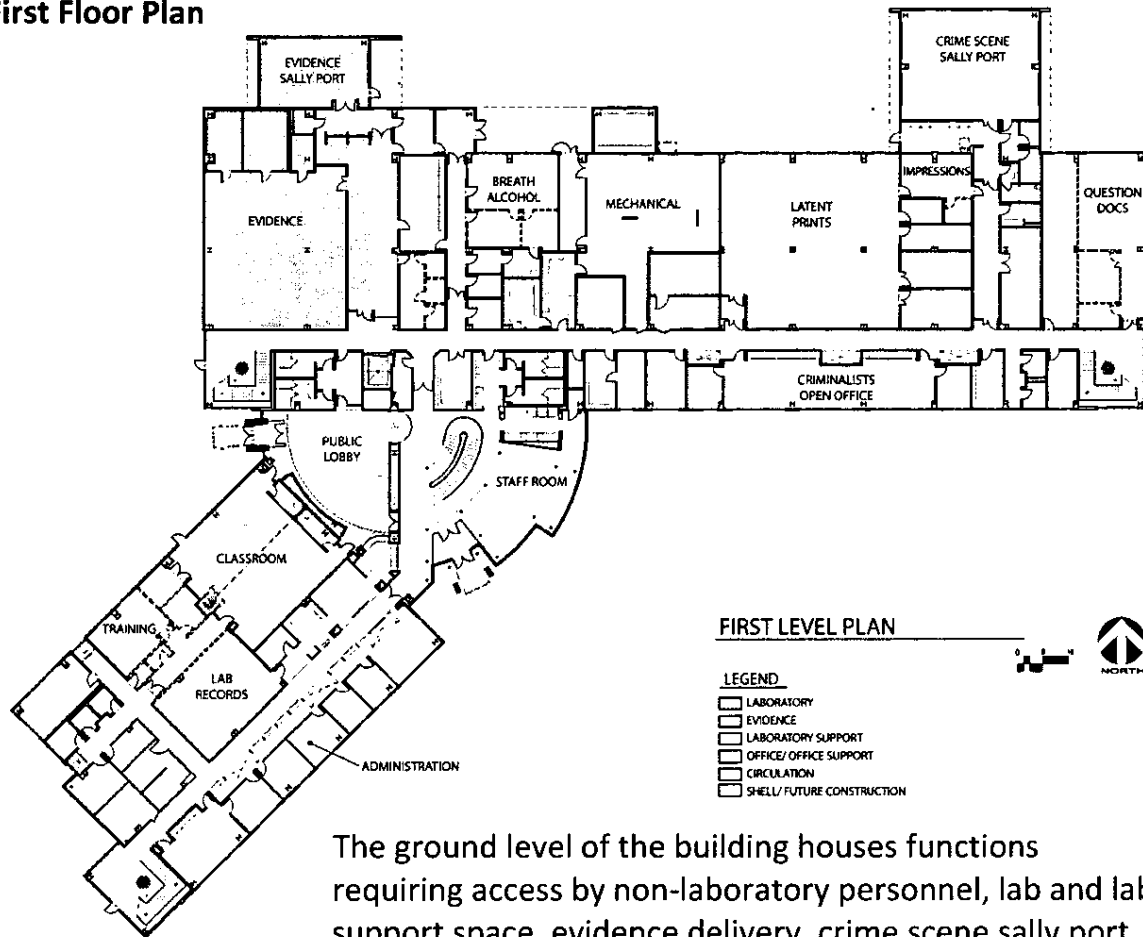 First Floor Plan
EVIDENCE
SALLY PORT
CRIME SCENE
SALLY PORT
BREATH
ALCOHOL
IMPRESSIONS
EVIDENCE
MECHANICAL
LATENT
PRINTS
QUESTION
DOCS
CRIMINALISTS
OPEN OFFICE
PUBLIC
LOBBY
STAFF ROOM
CLASSROOM
TRAINING
LAB
RECORDS
ADMINISTRATION
FIRST LEVEL PLAN
NORTH
LEGEND
LABORATORY
EVIDENCE
LABORATORY SUPPORT
OFFICE/ OFFICE SUPPORT
CIRCULATION
SHELL/ FUTURE CONSTRUCTION
The ground level of the building houses functions
requiring access by non-laboratory personnel, lab and lab
support space, evidence delivery, crime scene sally port